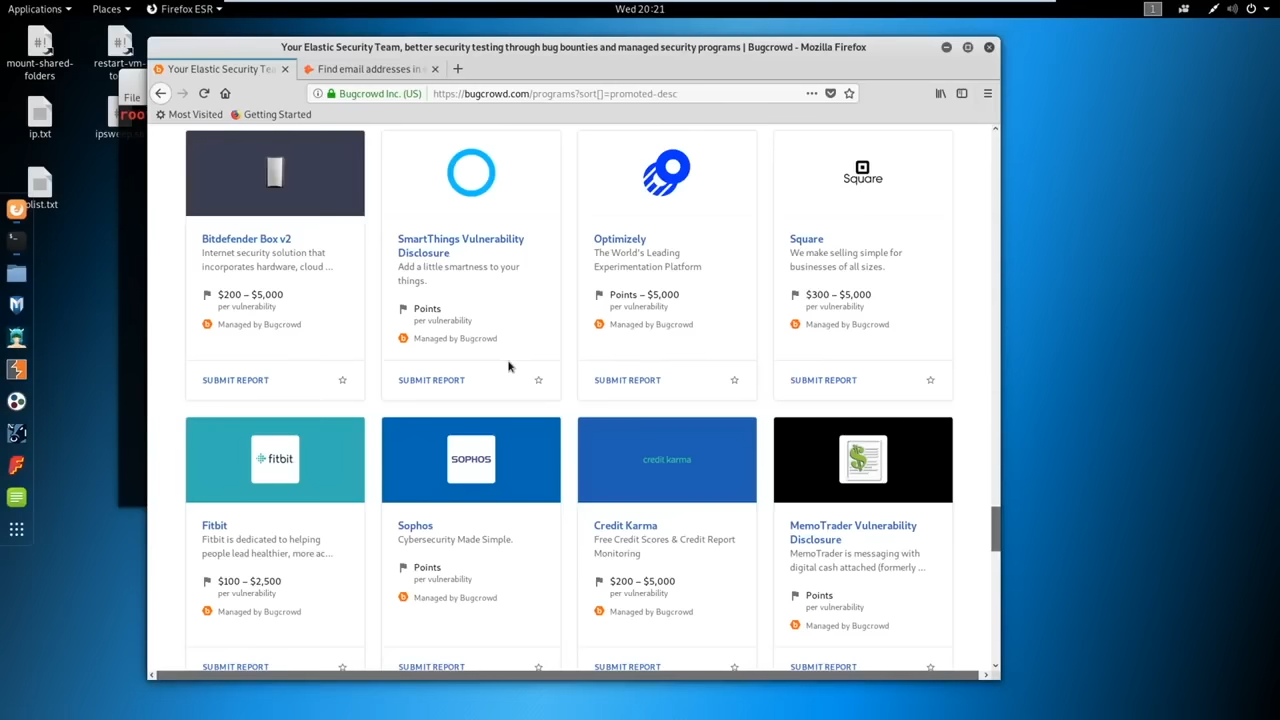 Applications
Places
Firefox ESR
Wed 20:21
1
mount-shared-
folders
restart-vm-
ip.txt
File
roo
Your Elastic Security Team, better security testing through bug bounties and managed security programs | Bugcrowd - Mozilla Firefox
Your Elastic Security Tea
Find email addresses in
Bugcrowd Inc. (US)
https://bugcrowd.com/programs?sort[]=promoted-desc
Most Visited
Getting Started
Square
Bitdefender Box v2
Internet security solution that
incorporates hardware, cloud ...
$200 – $5,000
per vulnerability
Managed by Bugcrowd
SUBMIT REPORT
SmartThings Vulnerability
Disclosure
Add a little smartness to your
things.
Points
per vulnerability
Managed by Bugcrowd
SUBMIT REPORT
Optimizely
The World's Leading
Experimentation Platform
Points – $5,000
per vulnerability
Managed by Bugcrowd
SUBMIT REPORT
Square
We make selling simple for
businesses of all sizes.
$300 – $5,000
per vulnerability
Managed by Bugcrowd
SUBMIT REPORT
fitbit
Fitbit
Fitbit is dedicated to helping
people lead healthier, more ac...
$100 – $2,500
per vulnerability
Managed by Bugcrowd
SUBMIT REPORT
SOPHOS
Sophos
Cybersecurity Made Simple.
Points
per vulnerability
Managed by Bugcrowd
SUBMIT REPORT
credit karma
Credit Karma
Free Credit Scores & Credit Report
Monitoring
$200 – $5,000
per vulnerability
Managed by Bugcrowd
SUBMIT REPORT
MemoTrader Vulnerability
Disclosure
MemoTrader is messaging with
digital cash attached (formerly ...
Points
per vulnerability
Managed by Bugcrowd
SUBMIT REPORT